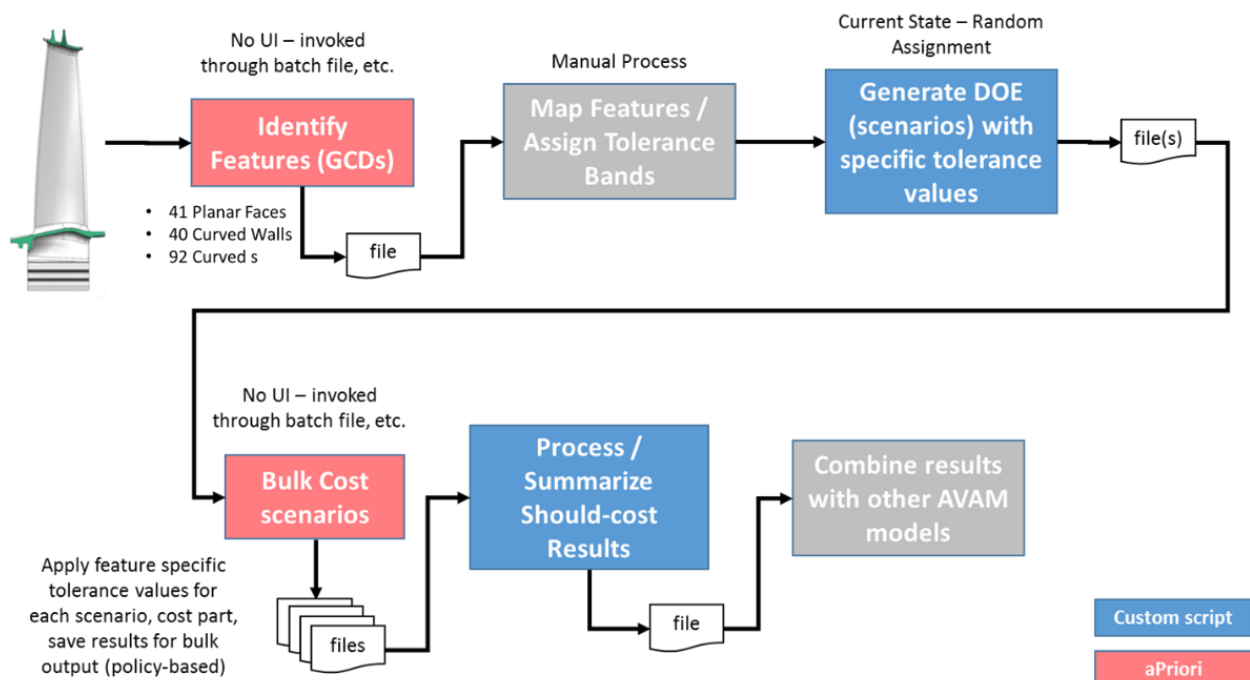 No UI – invoked
through batch file, etc.
Identify
Features (GCDs)
• 41 Planar Faces
• 40 Curved Walls
• 92 Curved s
file
Manual Process
Map Features /
Assign Tolerance
Bands
Current State – Random
Assignment
Generate DOE
(scenarios) with
specific tolerance
values
file(s)
No UI – invoked
through batch file, etc.
Bulk Cost
scenarios
Apply feature specific
tolerance values for
each scenario, cost part,
save results for bulk
output (policy-based)
files
Process /
Summarize
Should-cost
Results
file
Combine results
with other AVAM
models
Custom script
aPriori